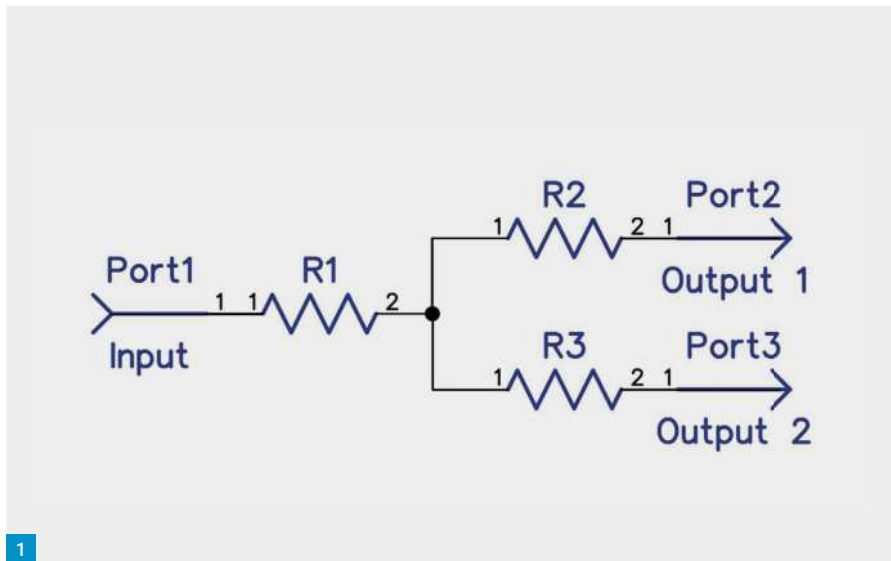 R2 Port2
1 2 1
Output 1
Port1 R1
1 1 2
Input
R3 Port3
1 2 1
Output 2
1